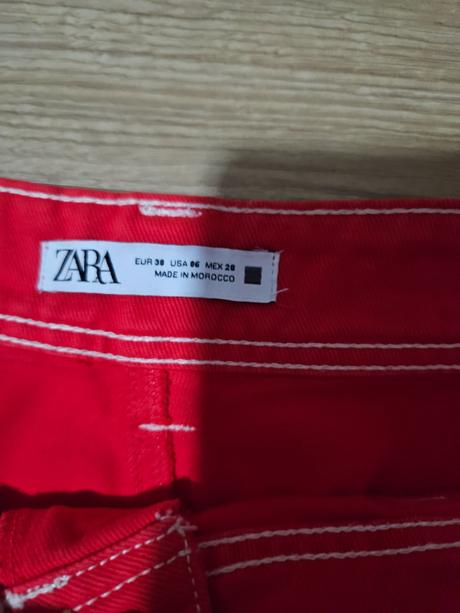 ZARA
EUR 38 USA 06 MEX 28
MADE IN MOROCCO